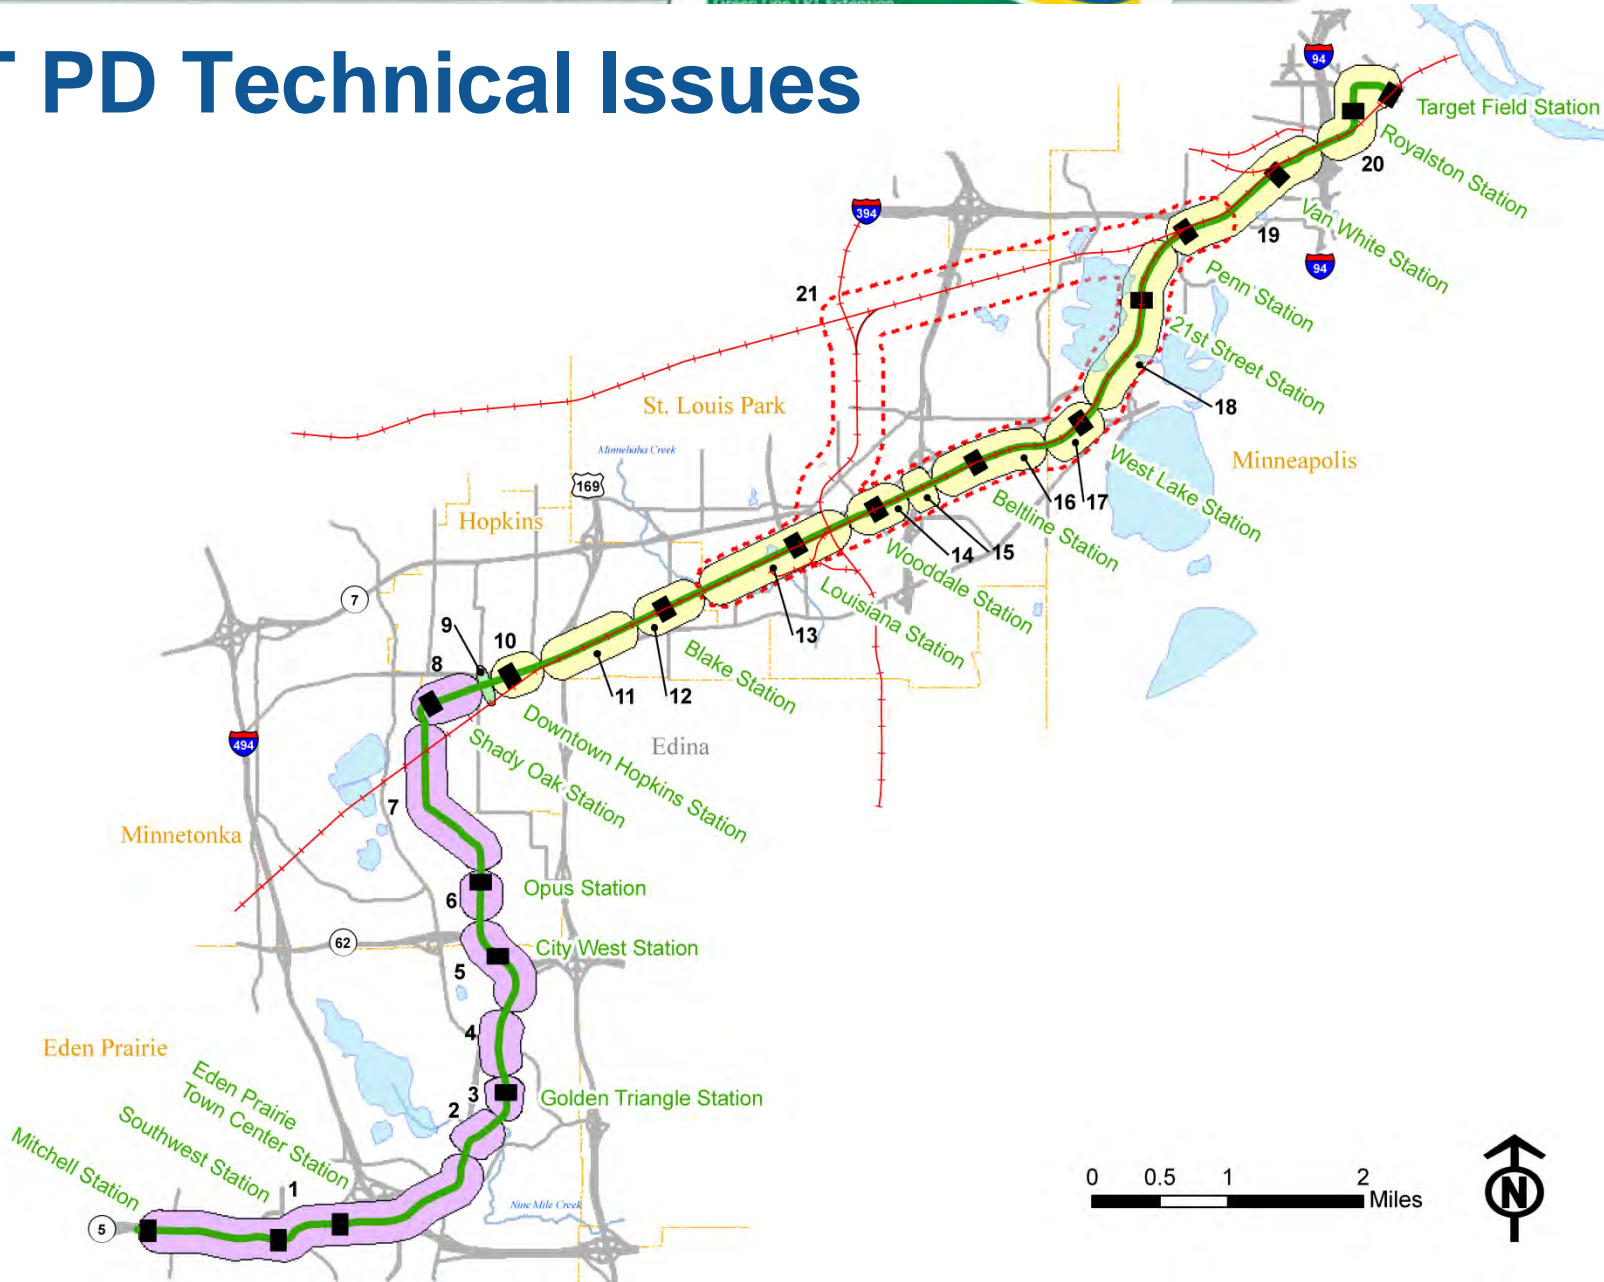 Green Line LRT Extension
T PD Technical Issues
94
Target Field Station
Royalston Station
20
Van White Station
19
94
394
Penn Station
21
21st Street Station
18
St. Louis Park
Minneapolis
Minnehaha Creek
169
West Lake Station
16
17
Beltline Station
Hopkins
15
14
Wooddale Station
Louisiana Station
13
7
9
10
8
Blake Station
11
12
Downtown Hopkins Station
Shady Oak Station
Edina
494
7
Minnetonka
Opus Station
6
62
City West Station
5
4
Eden Prairie
Golden Triangle Station
3
2
Eden Prairie
Town Center Station
Southwest Station
Mitchell Station
1
5
Nine Mile Creek
0 0.5 1 2
Miles
N